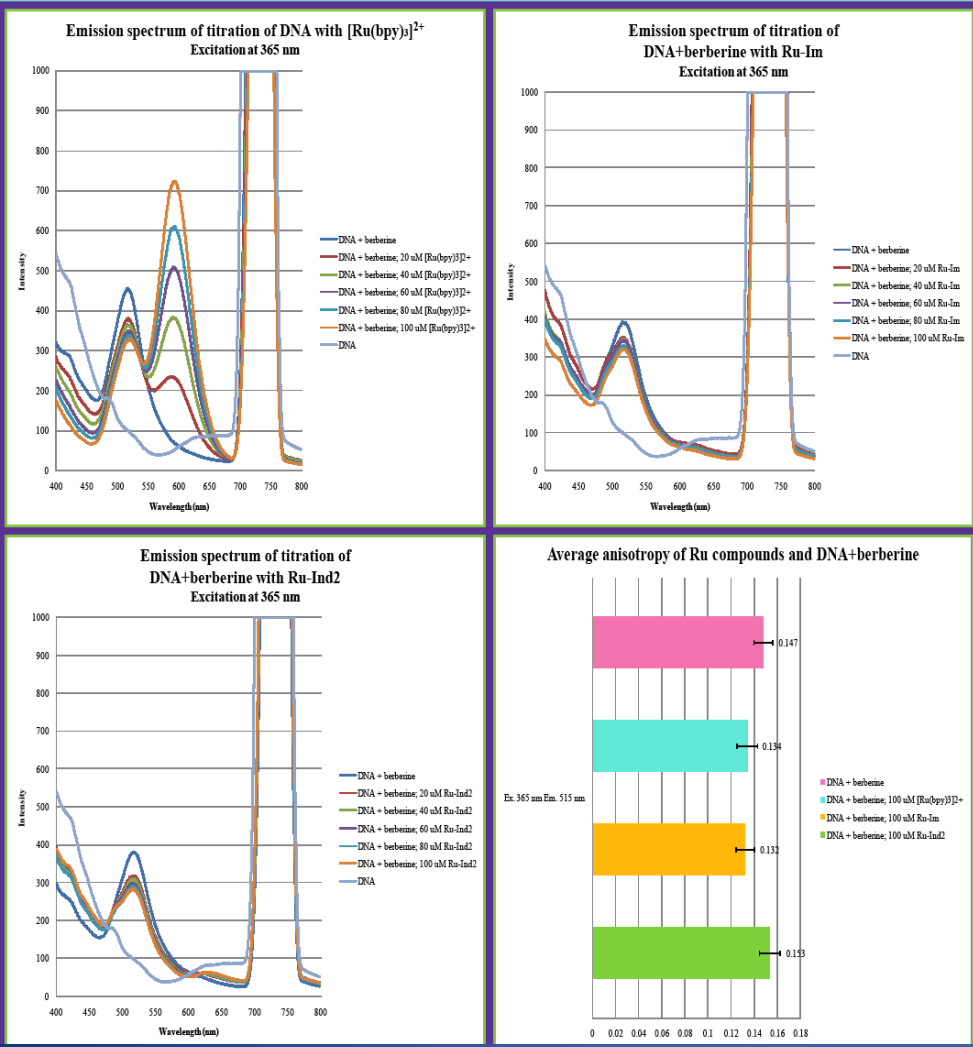 Emission spectrum of titration of DNA with [Ru(bpy)₃]²⁺
Excitation at 365 nm
1000
900
800
700
600
500
400
300
200
100
0
Intensity
400 450 500 550 600 650 700 750 800
Wavelength (nm)
DNA + berberine
DNA + berberine; 20 uM [Ru(bpy)3]2+
DNA + berberine; 40 uM [Ru(bpy)3]2+
DNA + berberine; 60 uM [Ru(bpy)3]2+
DNA + berberine; 80 uM [Ru(bpy)3]2+
DNA + berberine; 100 uM [Ru(bpy)3]2+
DNA
Emission spectrum of titration of
DNA+berberine with Ru-Im
Excitation at 365 nm
1000
900
800
700
600
500
400
300
200
100
0
Intensity
400 450 500 550 600 650 700 750 800
Wavelength (nm)
DNA + berberine
DNA + berberine; 20 uM Ru-Im
DNA + berberine; 40 uM Ru-Im
DNA + berberine; 60 uM Ru-Im
DNA + berberine; 80 uM Ru-Im
DNA + berberine; 100 uM Ru-Im
DNA
Emission spectrum of titration of
DNA+berberine with Ru-Ind2
Excitation at 365 nm
1000
900
800
700
600
500
400
300
200
100
0
Intensity
400 450 500 550 600 650 700 750 800
Wavelength (nm)
DNA + berberine
DNA + berberine; 20 uM Ru-Ind2
DNA + berberine; 40 uM Ru-Ind2
DNA + berberine; 60 uM Ru-Ind2
DNA + berberine; 80 uM Ru-Ind2
DNA + berberine; 100 uM Ru-Ind2
DNA
Average anisotropy of Ru compounds and DNA+berberine
0.147
0.134
0.132
0.153
Ex. 365 nm Em. 515 nm
0 0.02 0.04 0.06 0.08 0.1 0.12 0.14 0.16 0.18
DNA + berberine
DNA + berberine; 100 uM [Ru(bpy)3]2+
DNA + berberine; 100 uM Ru-Im
DNA + berberine; 100 uM Ru-Ind2